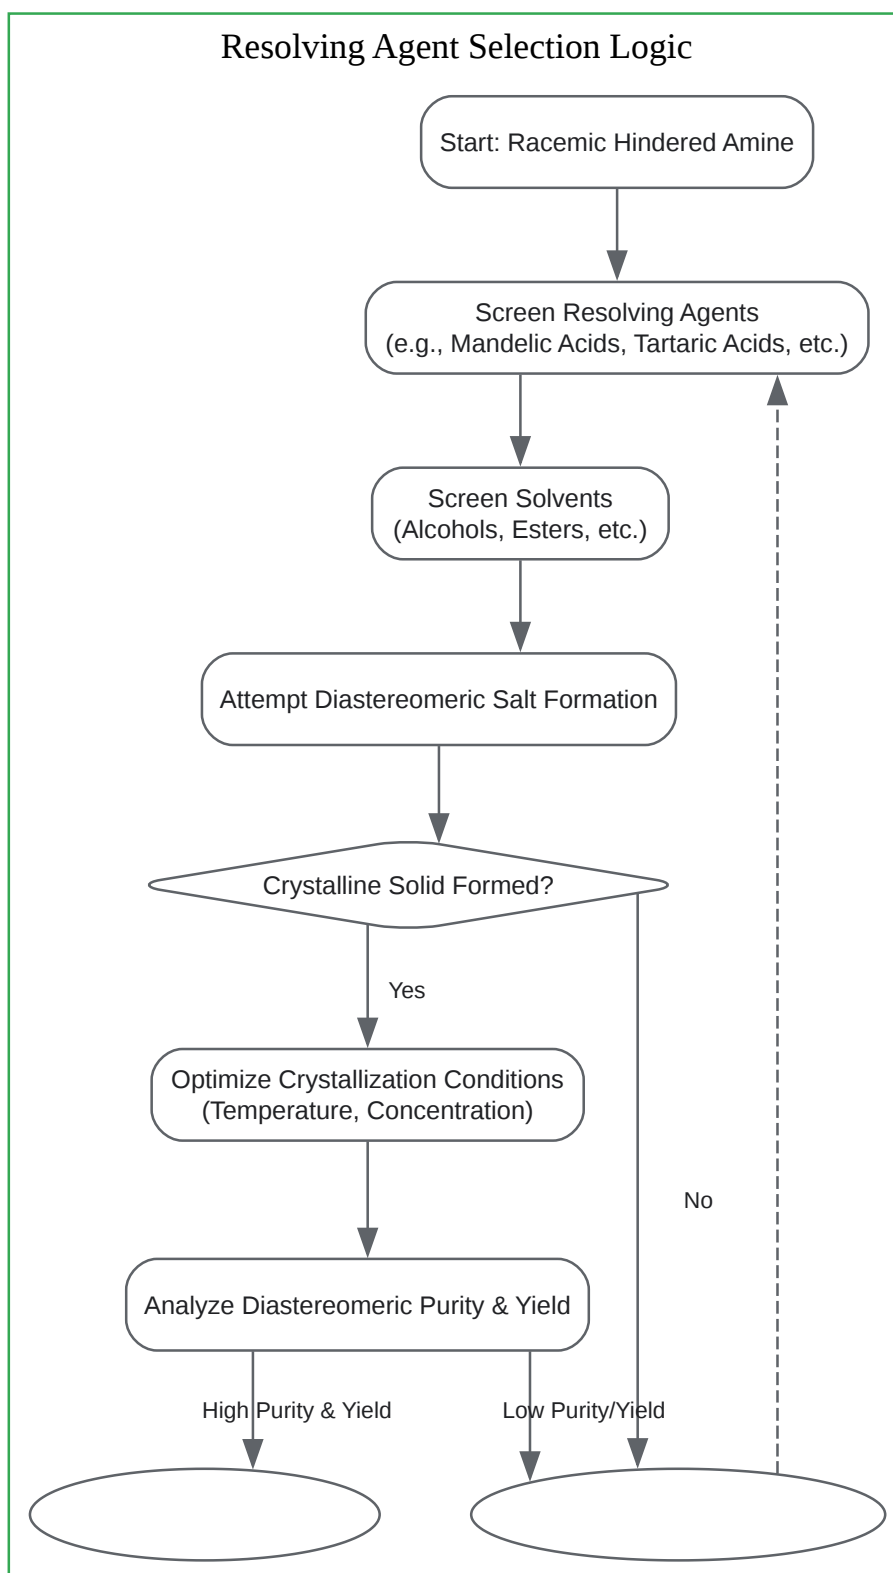 Resolving Agent Selection Logic
Start: Racemic Hindered Amine
Screen Resolving Agents
(e.g., Mandelic Acids, Tartaric Acids, etc.)
Screen Solvents
(Alcohols, Esters, etc.)
Attempt Diastereomeric Salt Formation
Crystalline Solid Formed?
Yes
Optimize Crystallization Conditions
(Temperature, Concentration)
No
Analyze Diastereomeric Purity & Yield
High Purity & Yield
Low Purity/Yield